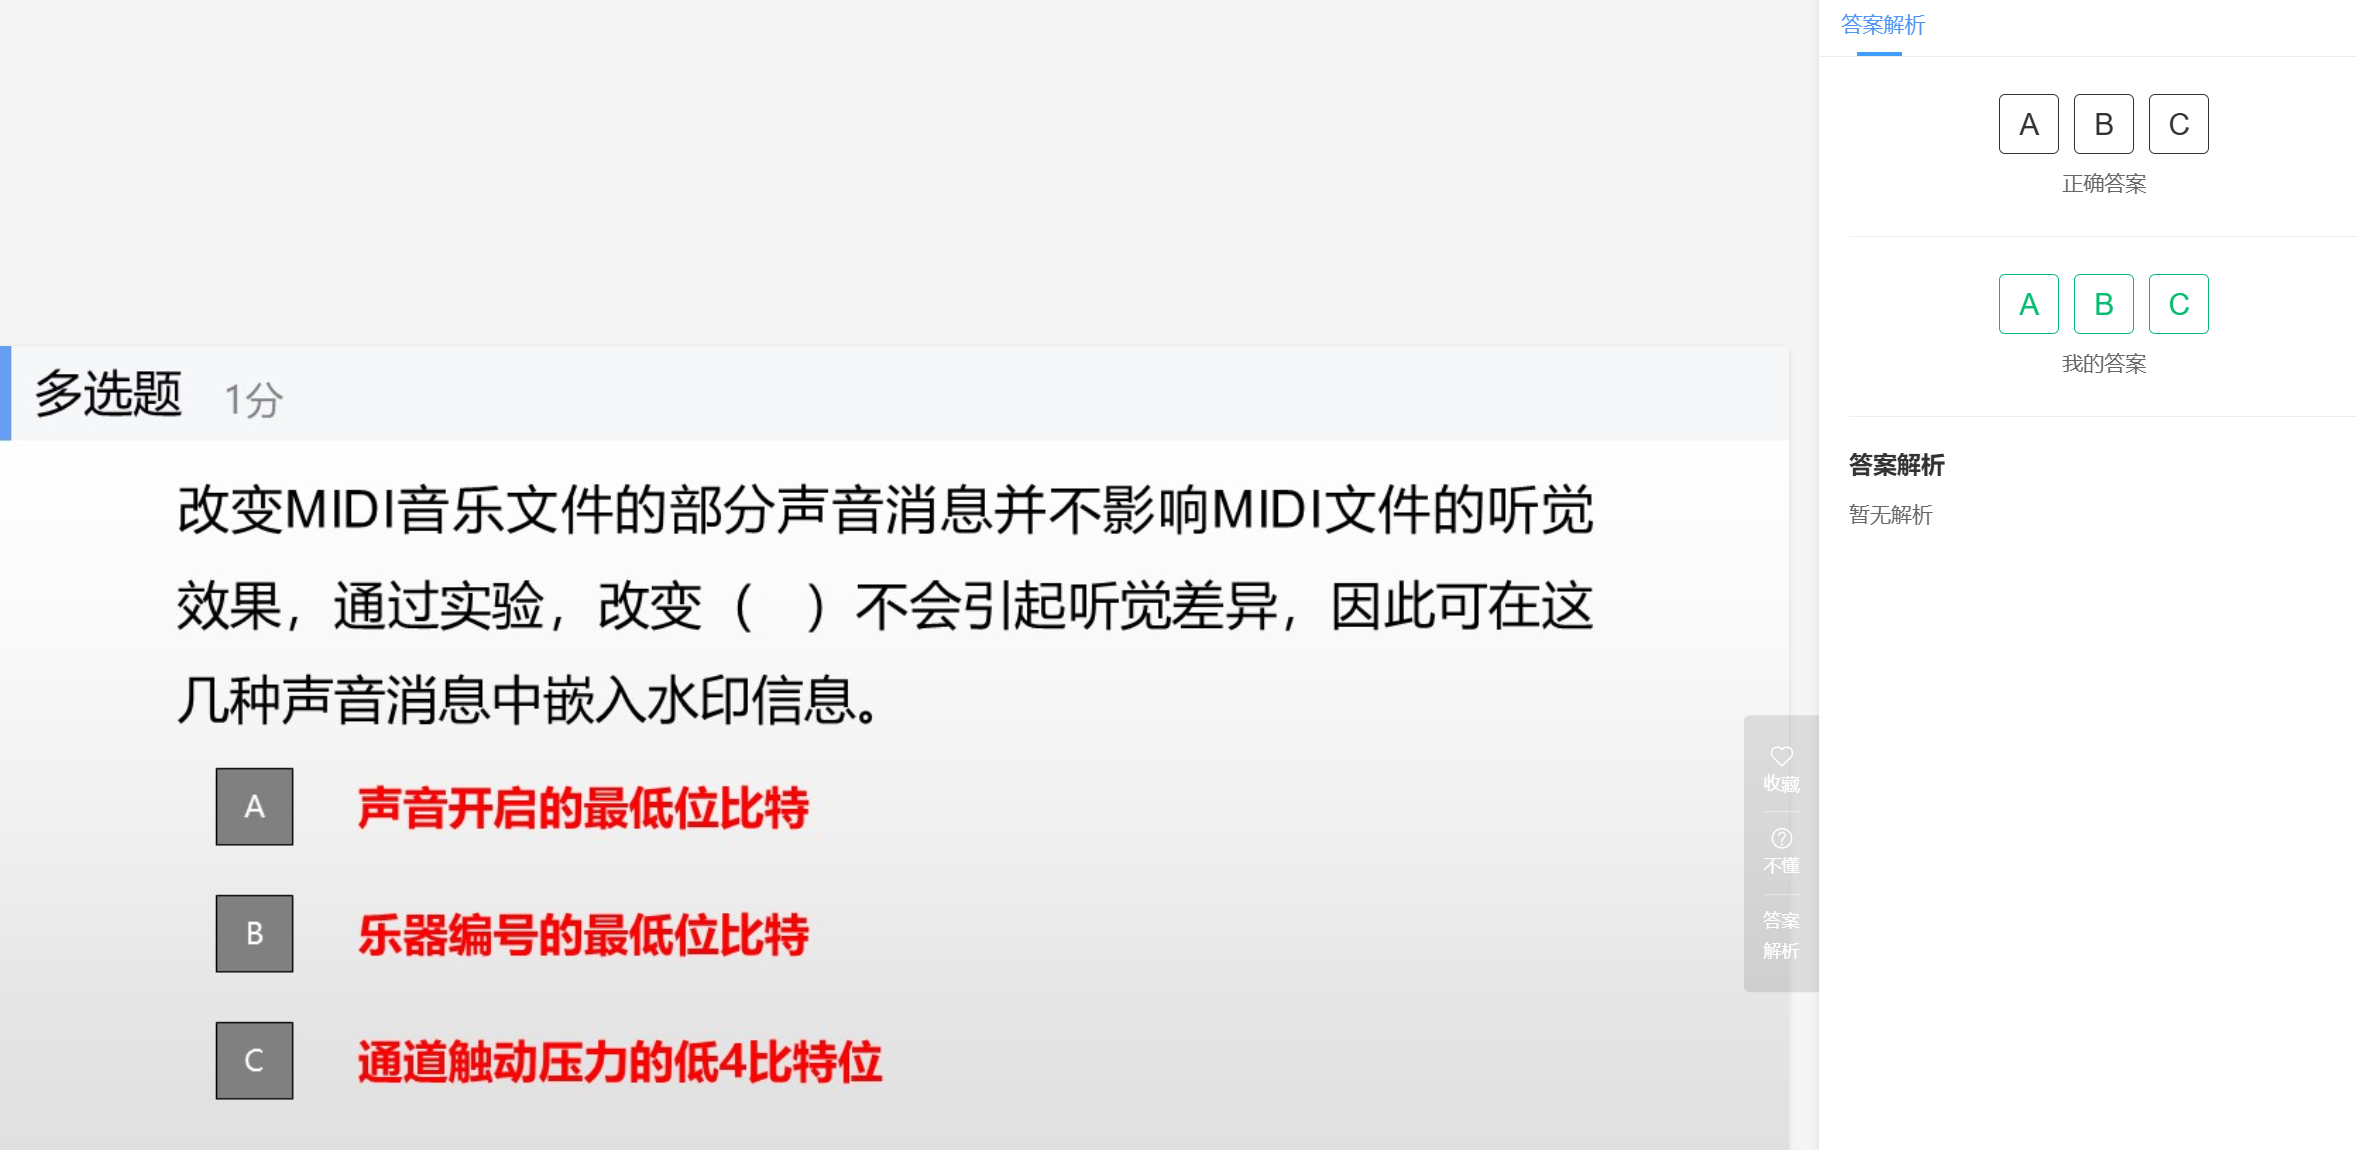 多选题 1分
改变MIDI音乐文件的部分声音消息并不影响MIDI文件的听觉
效果，通过实验，改变（ ）不会引起听觉差异，因此可在这
几种声音消息中嵌入水印信息。
A 声音开启的最低位比特
B 乐器编号的最低位比特
C 通道触动压力的低4比特位
收藏
不懂
答案
解析
答案解析
A B C
正确答案
A B C
我的答案
答案解析
暂无解析